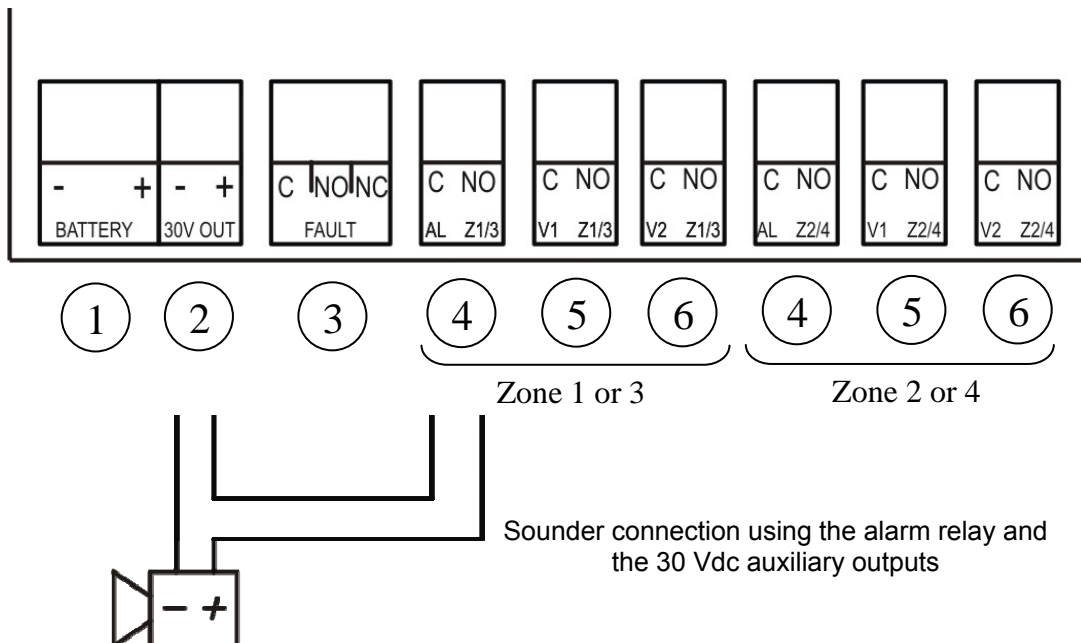 - + - + C NO NC C NO C NO C NO C NO C NO C NO
BATTERY 30V OUT FAULT AL Z1/3 V1 Z1/3 V2 Z1/3 AL Z2/4 V1 Z2/4 V2 Z2/4
1 2 3 4 5 6 4 5 6
Zone 1 or 3 Zone 2 or 4
Sounder connection using the alarm relay and
the 30 Vdc auxiliary outputs
- +